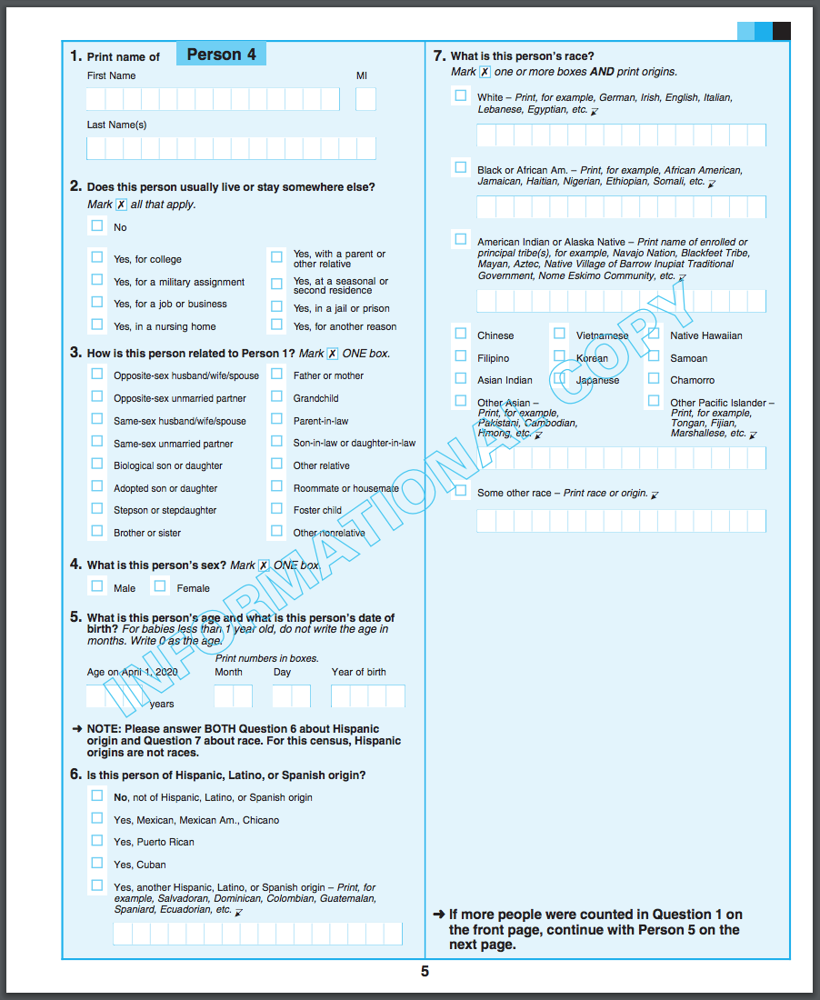 1. Print name of Person 4
First Name MI
Last Name(s)
2. Does this person usually live or stay somewhere else?
Mark ✗ all that apply.
No
Yes, for college
Yes, for a military assignment
Yes, for a job or business
Yes, in a nursing home
Yes, with a parent or
other relative
Yes, at a seasonal or
second residence
Yes, in a jail or prison
Yes, for another reason
3. How is this person related to Person 1? Mark ✗ ONE box.
Opposite-sex husband/wife/spouse
Opposite-sex unmarried partner
Same-sex husband/wife/spouse
Same-sex unmarried partner
Biological son or daughter
Adopted son or daughter
Stepson or stepdaughter
Brother or sister
Father or mother
Grandchild
Parent-in-law
Son-in-law or daughter-in-law
Other relative
Roommate or housemate
Foster child
Other nonrelative
4. What is this person's sex? Mark ✗ ONE box.
Male Female
5. What is this person's age and what is this person's date of
birth? For babies less than 1 year old, do not write the age in
months. Write 0 as the age.
Print numbers in boxes.
Age on April 1, 2020 Month Day Year of birth
years
➔ NOTE: Please answer BOTH Question 6 about Hispanic
origin and Question 7 about race. For this census, Hispanic
origins are not races.
6. Is this person of Hispanic, Latino, or Spanish origin?
No, not of Hispanic, Latino, or Spanish origin
Yes, Mexican, Mexican Am., Chicano
Yes, Puerto Rican
Yes, Cuban
Yes, another Hispanic, Latino, or Spanish origin – Print, for
example, Salvadoran, Dominican, Colombian, Guatemalan,
Spaniard, Ecuadorian, etc.
7. What is this person's race?
Mark ✗ one or more boxes AND print origins.
White – Print, for example, German, Irish, English, Italian,
Lebanese, Egyptian, etc.
Black or African Am. – Print, for example, African American,
Jamaican, Haitian, Nigerian, Ethiopian, Somali, etc.
American Indian or Alaska Native – Print name of enrolled or
principal tribe(s), for example, Navajo Nation, Blackfeet Tribe,
Mayan, Aztec, Native Village of Barrow Inupiat Traditional
Government, Nome Eskimo Community, etc.
Chinese Vietnamese Native Hawaiian
Filipino Korean Samoan
Asian Indian Japanese Chamorro
Other Asian –
Print, for example,
Pakistani, Cambodian,
Hmong, etc.
Other Pacific Islander –
Print, for example,
Tongan, Fijian,
Marshallese, etc.
Some other race – Print race or origin.
➔ If more people were counted in Question 1 on
the front page, continue with Person 5 on the
next page.
INFORMATIONAL COPY
5